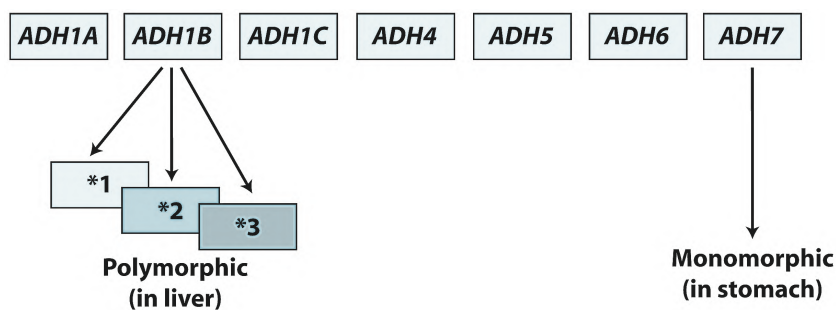 ADH1A ADH1B ADH1C ADH4 ADH5 ADH6 ADH7
*1
*2
*3
Polymorphic
(in liver)
Monomorphic
(in stomach)